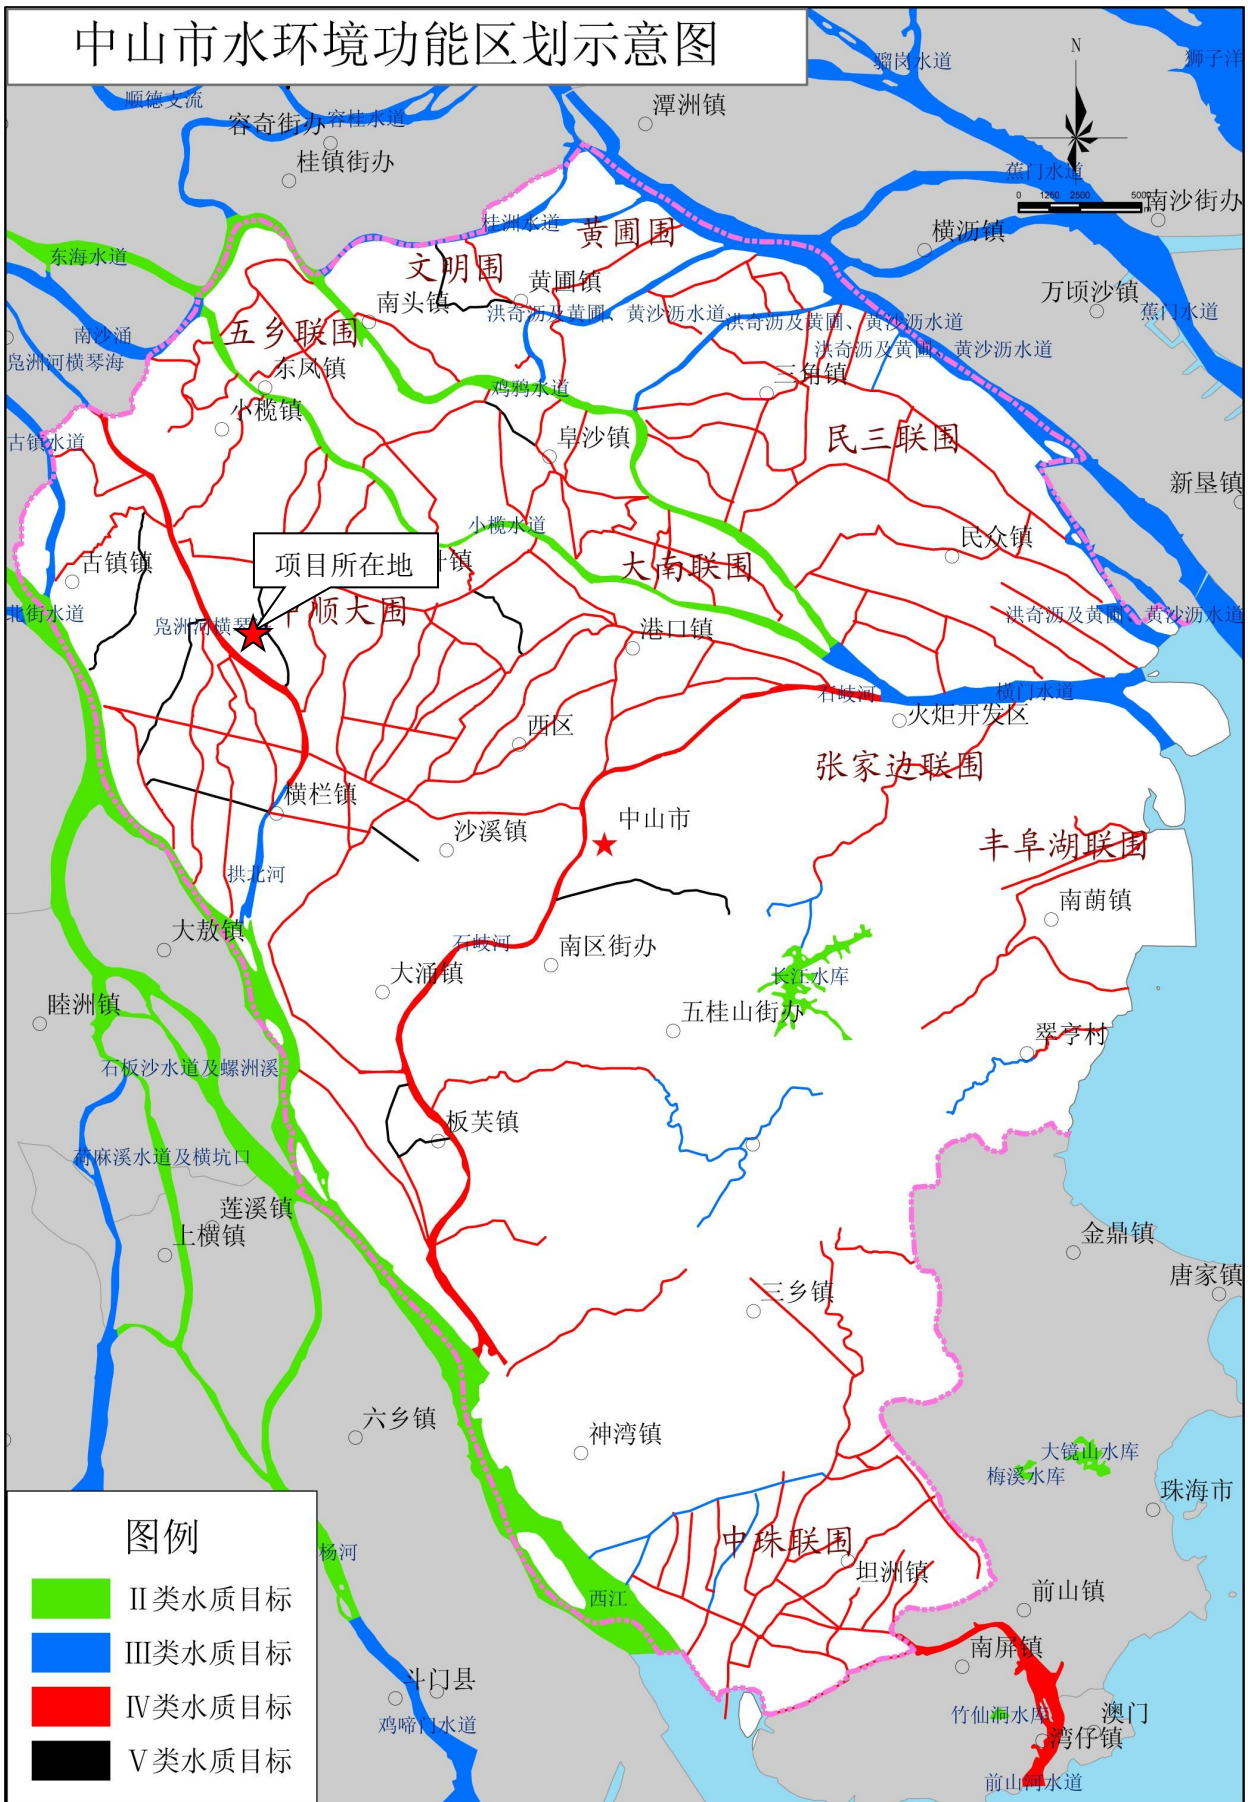 中山市水环境功能区划示意图
N
骝岗水道
狮子洋
顺德支流
容奇街办
容桂水道
潭洲镇
桂镇街办
蕉门水道
0 1250 2500 5000
南沙街办
桂洲水道
黄圃围
横沥镇
东海水道
文明围
黄圃镇
万顷沙镇
南头镇
洪奇沥及黄圃、黄沙沥水道
洪奇沥及黄圃、黄沙沥水道
蕉门水道
南沙涌
五乡联围
洪奇沥及黄圃、黄沙沥水道
凫洲河横琴海
东凤镇
鸡鸦水道
三角镇
小榄镇
古镇水道
阜沙镇
民三联围
新垦镇
小榄水道
民众镇
项目所在地
镇
大南联围
古镇镇
北街水道
凫洲河横琴
顺大围
洪奇沥及黄圃、黄沙沥水道
港口镇
石岐河
横门水道
火炬开发区
西区
张家边联围
横栏镇
沙溪镇
中山市
丰阜湖联围
拱北河
南蓢镇
大敖镇
石岐河
南区街办
大涌镇
长江水库
睦洲镇
五桂山街办
翠亨村
石板沙水道及螺洲溪
板芙镇
荷麻溪水道及横坑口
莲溪镇
上横镇
金鼎镇
唐家镇
三乡镇
六乡镇
神湾镇
大镜山水库
梅溪水库
珠海市
图例
中珠联围
杨河
坦洲镇
II类水质目标
西江
前山镇
III类水质目标
南屏镇
斗门县
IV类水质目标
竹仙洞水库
澳门
鸡啼门水道
湾仔镇
V类水质目标
前山河水道